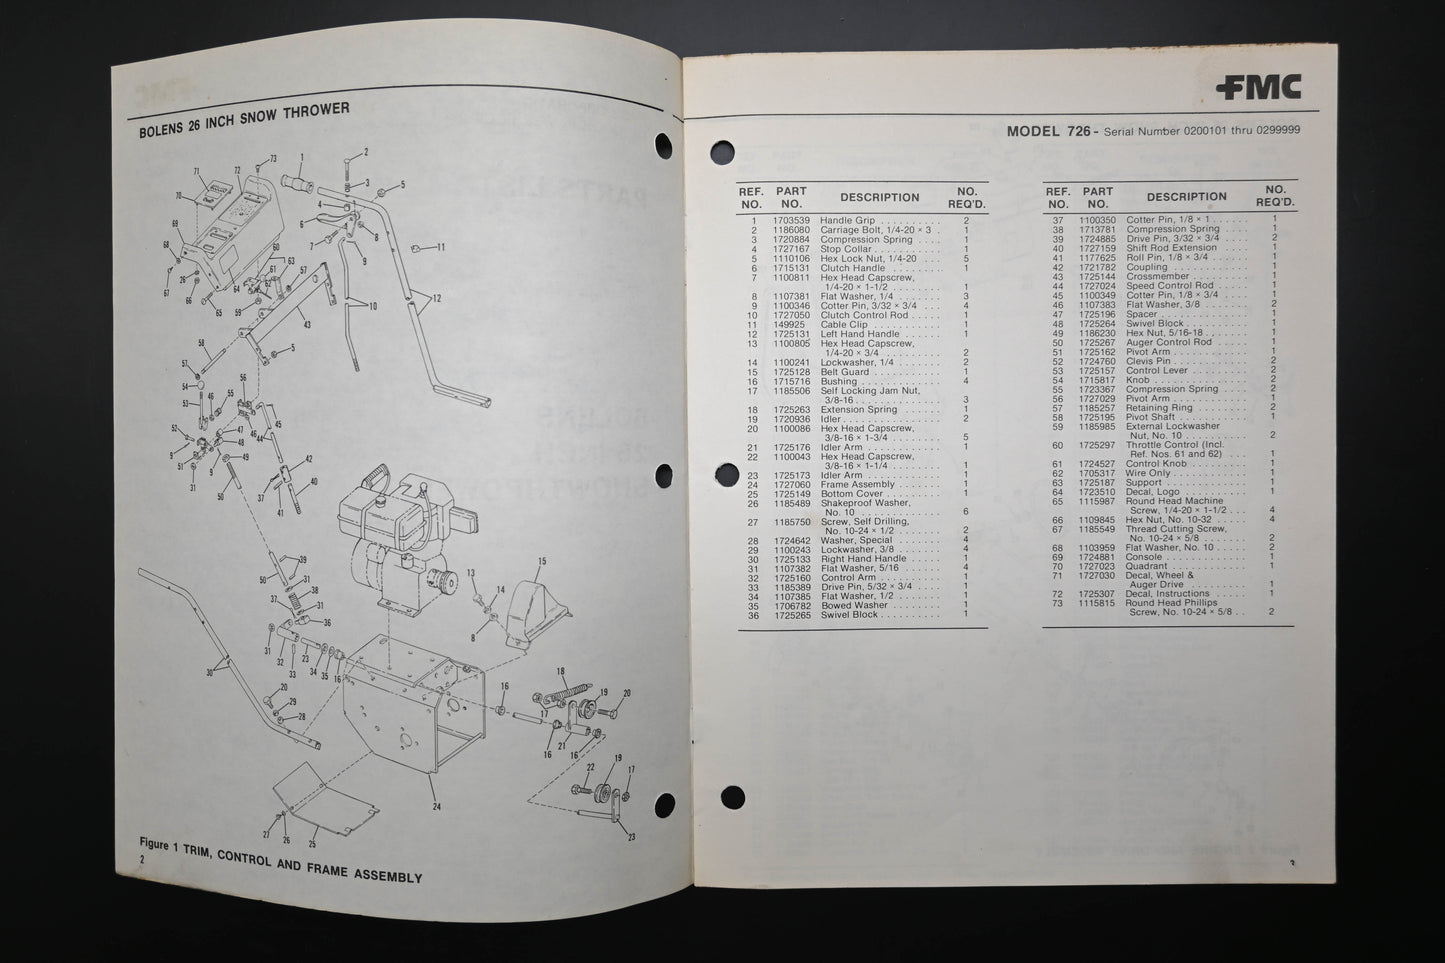 BOLENS 26 INCH SNOW THROWER
Figure 1 TRIM, CONTROL AND FRAME ASSEMBLY
2
FMC
MODEL 726 - Serial Number 0200101 thru 0299999
REF. NO. PART NO. DESCRIPTION NO. REQ'D.
1 1703539 Handle Grip . . . . . . . . . . 2
2 1186080 Carriage Bolt, 1/4-20 × 3 . 1
3 1720884 Compression Spring . . . . 1
4 1727167 Stop Collar . . . . . . . . . . . 1
5 1110106 Hex Lock Nut, 1/4-20 . . . 5
6 1715131 Clutch Handle . . . . . . . . 1
7 1100811 Hex Head Capscrew,
1/4-20 × 1-1/2 . . . . . . . . . 1
8 1107381 Flat Washer, 1/4 . . . . . . . 3
9 1100346 Cotter Pin, 3/32 × 3/4 . . . 4
10 1727050 Clutch Control Rod . . . . . 1
11 149925 Cable Clip . . . . . . . . . . . 1
12 1725131 Left Hand Handle . . . . . . 1
13 1100805 Hex Head Capscrew,
1/4-20 × 3/4 . . . . . . . . . . 2
14 1100241 Lockwasher, 1/4 . . . . . . . 2
15 1725128 Belt Guard . . . . . . . . . . . 1
16 1715716 Bushing . . . . . . . . . . . . . 4
17 1185506 Self Locking Jam Nut,
3/8-16 . . . . . . . . . . . . . . 3
18 1725263 Extension Spring . . . . . . 1
19 1720936 Idler . . . . . . . . . . . . . . . . 2
20 1100086 Hex Head Capscrew,
3/8-16 × 1-3/4 . . . . . . . . . 5
21 1725176 Idler Arm . . . . . . . . . . . . 1
22 1100043 Hex Head Capscrew,
3/8-16 × 1-1/4 . . . . . . . . . 1
23 1725173 Idler Arm . . . . . . . . . . . . 1
24 1727060 Frame Assembly . . . . . . . 1
25 1725149 Bottom Cover . . . . . . . . . 1
26 1185489 Shakeproof Washer,
No. 10 . . . . . . . . . . . . . . 6
27 1185750 Screw, Self Drilling,
No. 10-24 × 1/2 . . . . . . . . 2
28 1724642 Washer, Special . . . . . . . 4
29 1100243 Lockwasher, 3/8 . . . . . . . 4
30 1725133 Right Hand Handle . . . . . 1
31 1107382 Flat Washer, 5/16 . . . . . . 4
32 1725160 Control Arm . . . . . . . . . . 1
33 1185389 Drive Pin, 5/32 × 3/4 . . . . 1
34 1107385 Flat Washer, 1/2 . . . . . . . 1
35 1706782 Bowed Washer . . . . . . . . 1
36 1725265 Swivel Block . . . . . . . . . . 1
REF. NO. PART NO. DESCRIPTION NO. REQ'D.
37 1100350 Cotter Pin, 1/8 × 1 . . . . . . 1
38 1713781 Compression Spring . . . . 1
39 1724885 Drive Pin, 3/32 × 3/4 . . . . 2
40 1727159 Shift Rod Extension . . . . 1
41 1177625 Roll Pin, 1/8 × 3/4 . . . . . . 1
42 1721782 Coupling . . . . . . . . . . . . . 1
43 1725144 Crossmember . . . . . . . . . 1
44 1727024 Speed Control Rod . . . . . 1
45 1100349 Cotter Pin, 1/8 × 3/4 . . . . 1
46 1107383 Flat Washer, 3/8 . . . . . . . 2
47 1725196 Spacer . . . . . . . . . . . . . . 1
48 1725264 Swivel Block . . . . . . . . . . 1
49 1186230 Hex Nut, 5/16-18 . . . . . . . 1
50 1725267 Auger Control Rod . . . . . 1
51 1725162 Pivot Arm . . . . . . . . . . . . 1
52 1724760 Clevis Pin . . . . . . . . . . . . 2
53 1725157 Control Lever . . . . . . . . . 2
54 1715817 Knob . . . . . . . . . . . . . . . . 2
55 1723367 Compression Spring . . . . 2
56 1727029 Pivot Arm . . . . . . . . . . . . 1
57 1185257 Retaining Ring . . . . . . . . 2
58 1725195 Pivot Shaft . . . . . . . . . . . 1
59 1185985 External Lockwasher
Nut, No. 10 . . . . . . . . . . . 2
60 1725297 Throttle Control (Incl.
Ref. Nos. 61 and 62) . . . 1
61 1724527 Control Knob . . . . . . . . . 1
62 1705317 Wire Only . . . . . . . . . . . . 1
63 1725187 Support . . . . . . . . . . . . . 1
64 1723510 Decal, Logo . . . . . . . . . . 1
65 1115987 Round Head Machine
Screw, 1/4-20 × 1-1/2 . . . 4
66 1109845 Hex Nut, No. 10-32 . . . . . 4
67 1185549 Thread Cutting Screw,
No. 10-24 × 5/8 . . . . . . . . 2
68 1103959 Flat Washer, No. 10 . . . . . 2
69 1724881 Console . . . . . . . . . . . . . 1
70 1727023 Quadrant . . . . . . . . . . . . 1
71 1727030 Decal, Wheel &
Auger Drive . . . . . . . . . . 1
72 1725307 Decal, Instructions . . . . . 1
73 1115815 Round Head Phillips
Screw, No. 10-24 × 5/8 . . 2
3